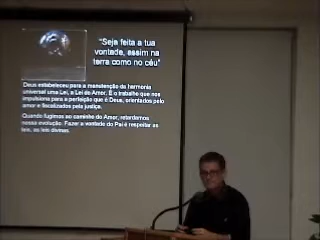 "Seja feita a tua
vontade, assim na
terra como no céu"
Deus estabeleceu para a manutenção da harmonia
universal uma Lei, a Lei de Amor. É o trabalho que nos
impulsiona para a perfeição que é Deus, orientados pelo
amor e fiscalizados pela justiça.
Quando fugimos ao caminho do Amor, retardamos
nossa evolução. Fazer a vontade do Pai é respeitar as
leis, as leis divinas.